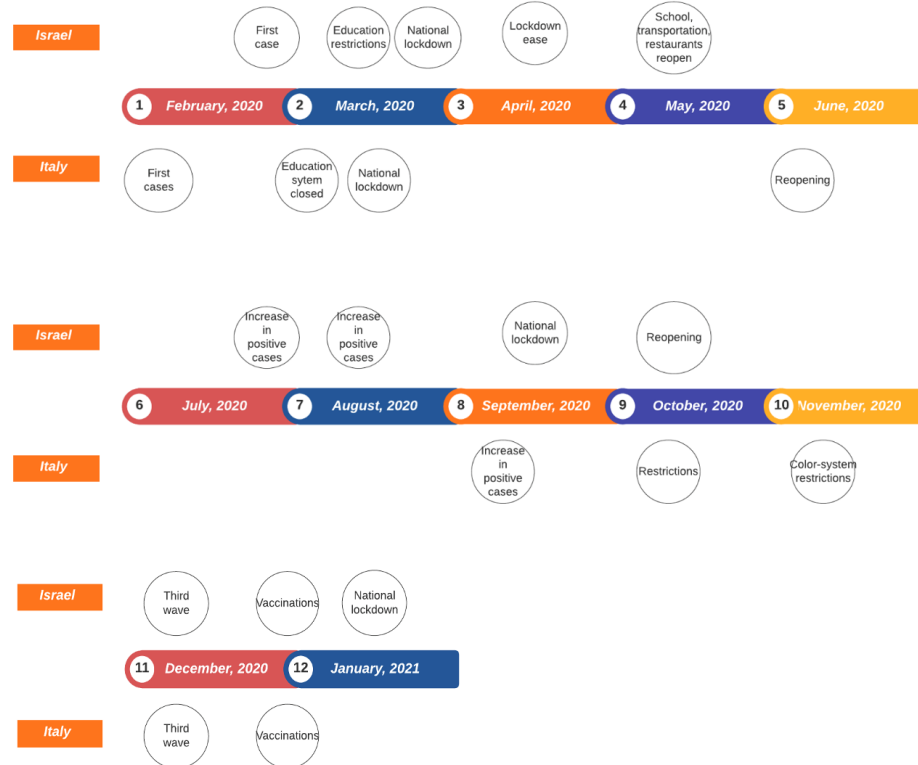 Israel
First
case
Education
restrictions
National
lockdown
Lockdown
ease
School,
transportation,
restaurants
reopen
1 February, 2020
2 March, 2020
3 April, 2020
4 May, 2020
5 June, 2020
Italy
First
cases
Education
sytem
closed
National
lockdown
Reopening
Israel
Increase
in
positive
cases
Increase
in
positive
cases
National
lockdown
Reopening
6 July, 2020
7 August, 2020
8 September, 2020
9 October, 2020
10 November, 2020
Italy
Increase
in
positive
cases
Restrictions
Color-system
restrictions
Israel
Third
wave
Vaccinations
National
lockdown
11 December, 2020
12 January, 2021
Italy
Third
wave
Vaccinations